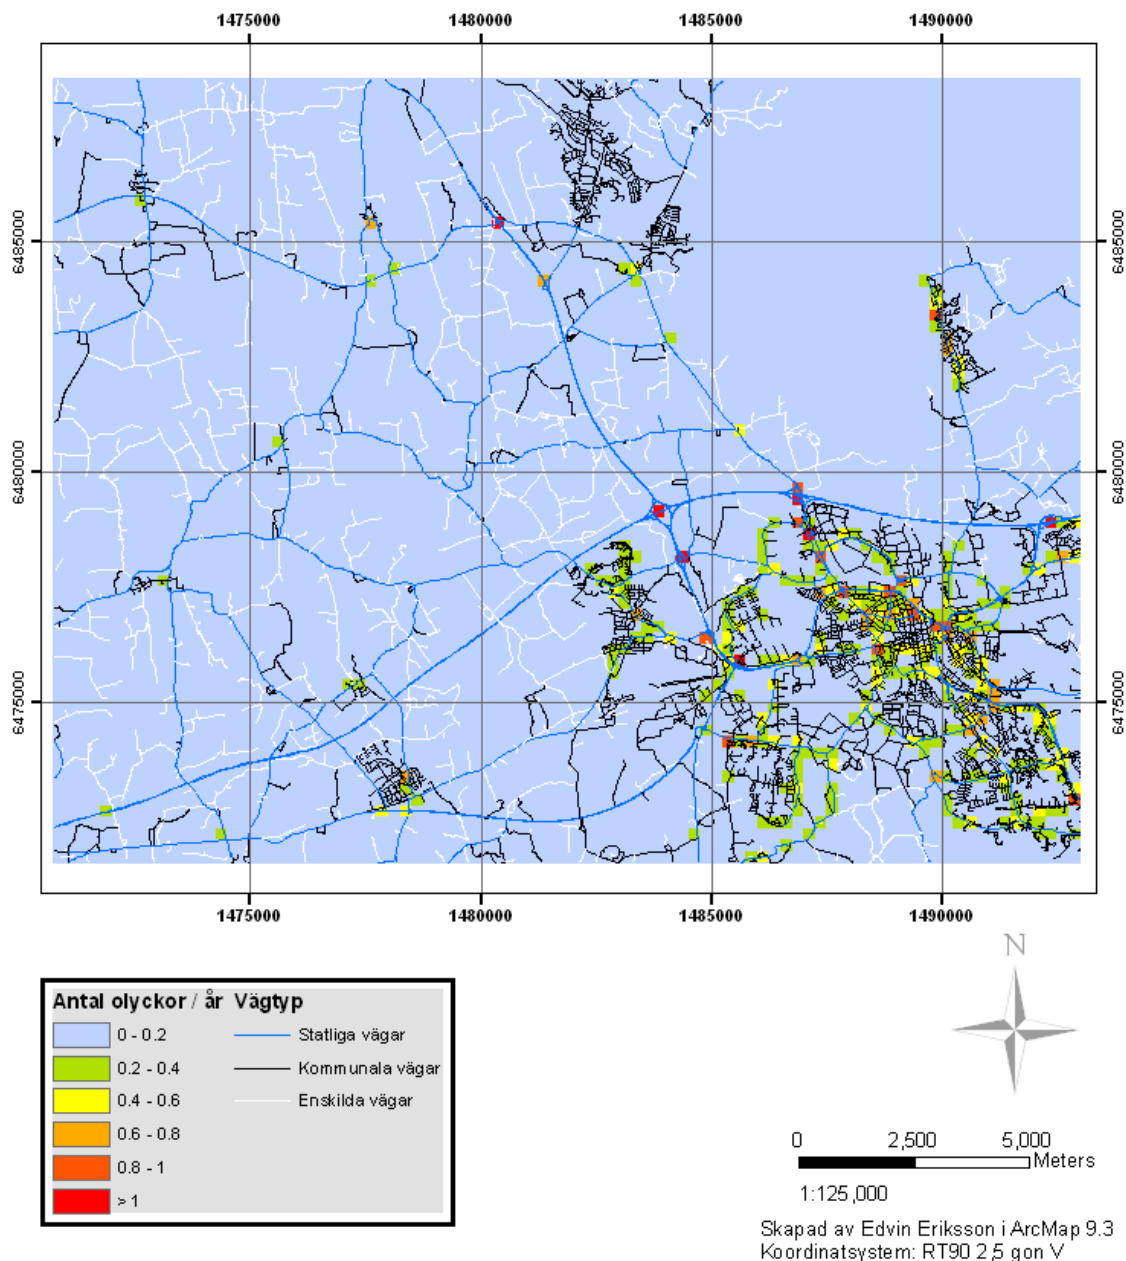 1475000 1480000 1485000 1490000
6485000 6485000
6480000 6480000
6475000 6475000
1475000 1480000 1485000 1490000
N
Antal olyckor / år Vägtyp
0 - 0.2 Statliga vägar
0.2 - 0.4 Kommunala vägar
0.4 - 0.6 Enskilda vägar
0.6 - 0.8
0.8 - 1
> 1
0 2,500 5,000
Meters
1:125,000
Skapad av Edvin Eriksson i ArcMap 9.3
Koordinatsystem: RT90 2,5 gon V